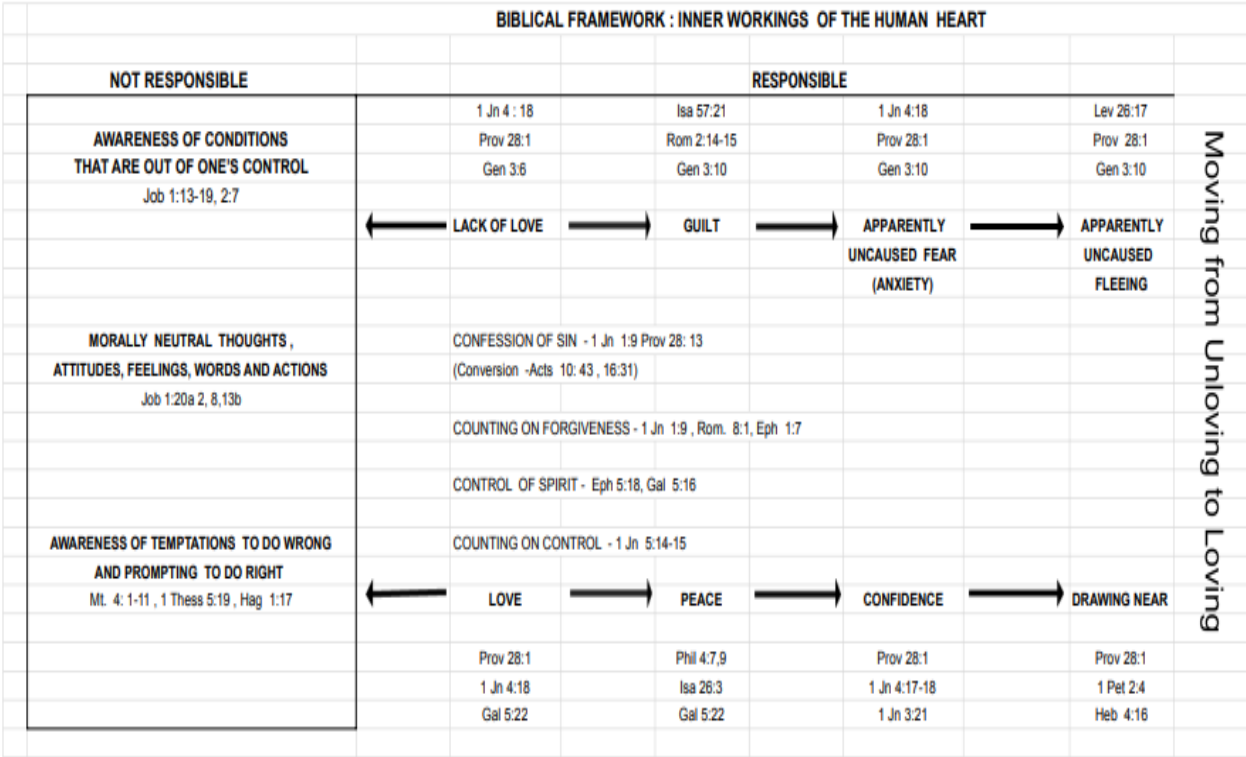 BIBLICAL FRAMEWORK : INNER WORKINGS OF THE HUMAN HEART
NOT RESPONSIBLE
RESPONSIBLE
AWARENESS OF CONDITIONS
THAT ARE OUT OF ONE'S CONTROL
Job 1:13-19, 2:7
1 Jn 4 : 18
Prov 28:1
Gen 3:6
Isa 57:21
Rom 2:14-15
Gen 3:10
1 Jn 4:18
Prov 28:1
Gen 3:10
Lev 26:17
Prov 28:1
Gen 3:10
LACK OF LOVE
GUILT
APPARENTLY
UNCAUSED FEAR
(ANXIETY)
APPARENTLY
UNCAUSED
FLEEING
MORALLY NEUTRAL THOUGHTS ,
ATTITUDES, FEELINGS, WORDS AND ACTIONS
Job 1:20a 2, 8,13b
CONFESSION OF SIN - 1 Jn 1:9 Prov 28: 13
(Conversion -Acts 10: 43 , 16:31)
COUNTING ON FORGIVENESS - 1 Jn 1:9 , Rom. 8:1, Eph 1:7
CONTROL OF SPIRIT - Eph 5:18, Gal 5:16
AWARENESS OF TEMPTATIONS TO DO WRONG
AND PROMPTING TO DO RIGHT
Mt. 4: 1-11 , 1 Thess 5:19 , Hag 1:17
COUNTING ON CONTROL - 1 Jn 5:14-15
LOVE
PEACE
CONFIDENCE
DRAWING NEAR
Prov 28:1
1 Jn 4:18
Gal 5:22
Phil 4:7,9
Isa 26:3
Gal 5:22
Prov 28:1
1 Jn 4:17-18
1 Jn 3:21
Prov 28:1
1 Pet 2:4
Heb 4:16
Moving from Unloving to Loving